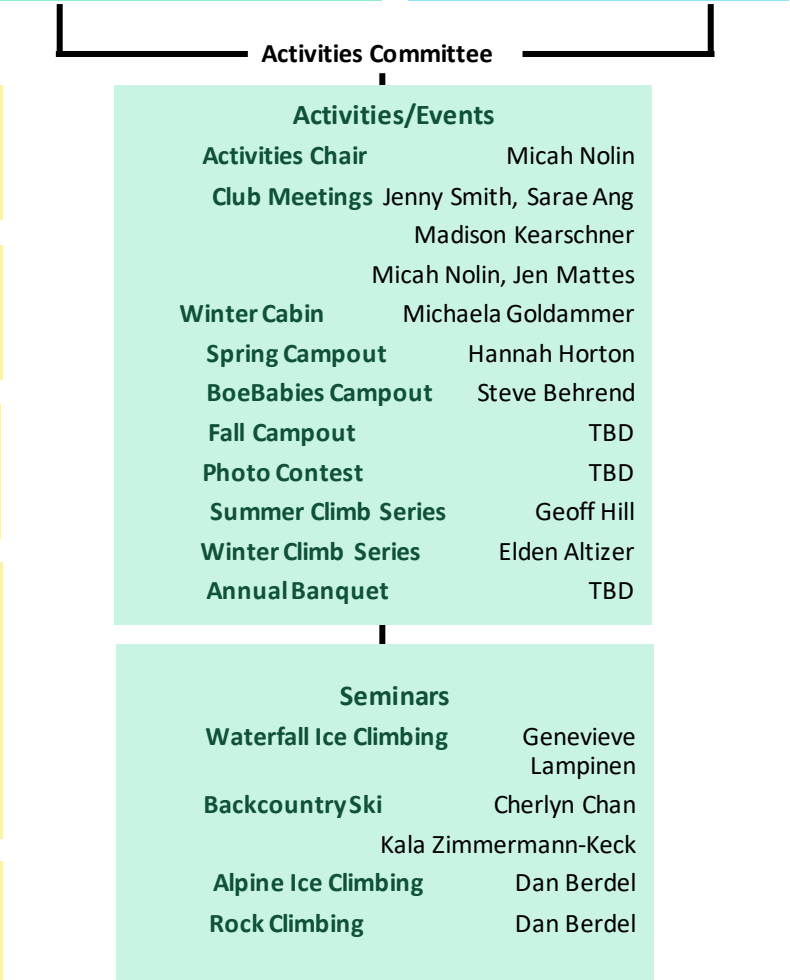 Activities Committee
Activities/Events
Activities Chair Micah Nolin
Club Meetings Jenny Smith, Sarae Ang
Madison Kearschner
Micah Nolin, Jen Mattes
Winter Cabin Michaela Goldammer
Spring Campout Hannah Horton
BoeBabies Campout Steve Behrend
Fall Campout TBD
Photo Contest TBD
Summer Climb Series Geoff Hill
Winter Climb Series Elden Altizer
Annual Banquet TBD
Seminars
Waterfall Ice Climbing Genevieve
Lampinen
Backcountry Ski Cherlyn Chan
Kala Zimmermann-Keck
Alpine Ice Climbing Dan Berdel
Rock Climbing Dan Berdel